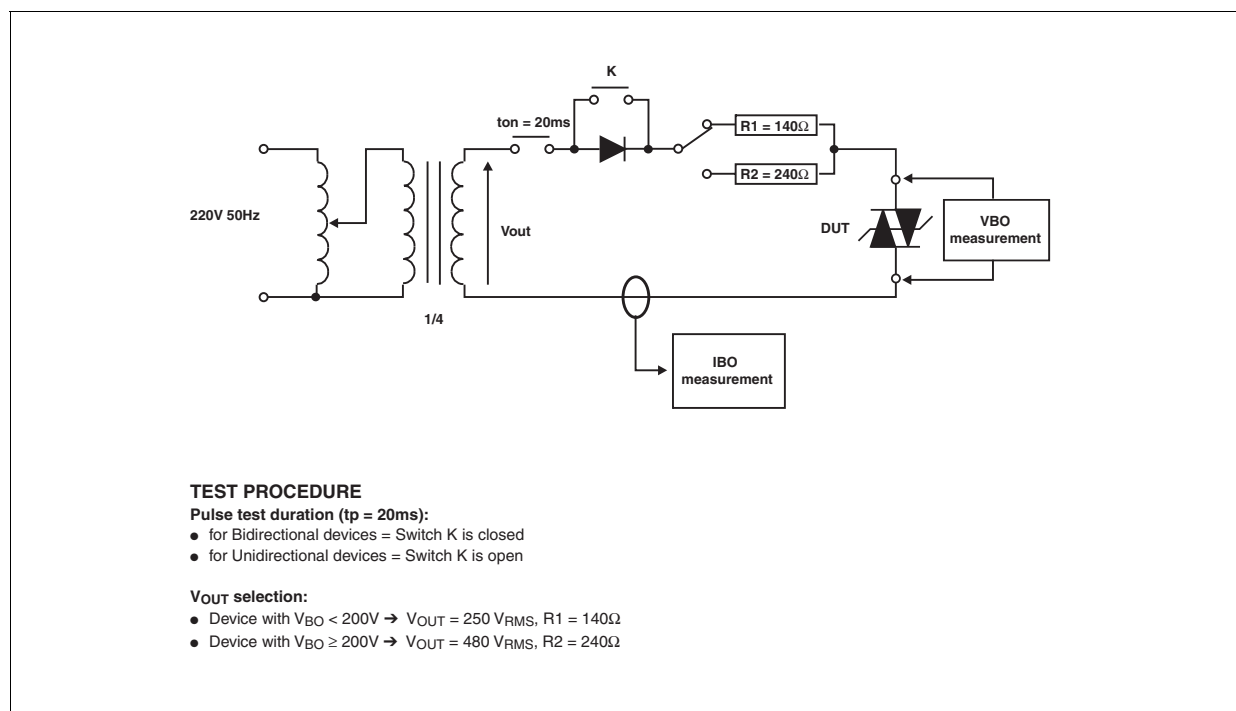 K
ton = 20ms
R1 = 140Ω
R2 = 240Ω
220V 50Hz
Vout
DUT
VBO
measurement
1/4
IBO
measurement
TEST PROCEDURE
Pulse test duration (tp = 20ms):
● for Bidirectional devices = Switch K is closed
● for Unidirectional devices = Switch K is open
VOUT selection:
● Device with VBO < 200V ➔ VOUT = 250 VRMS, R1 = 140Ω
● Device with VBO ≥ 200V ➔ VOUT = 480 VRMS, R2 = 240Ω